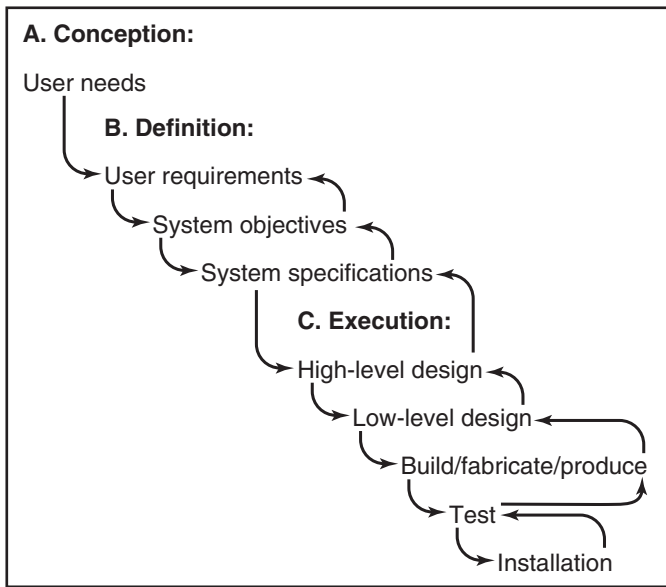 A. Conception:
User needs
B. Definition:
User requirements
System objectives
System specifications
C. Execution:
High-level design
Low-level design
Build/fabricate/produce
Test
Installation